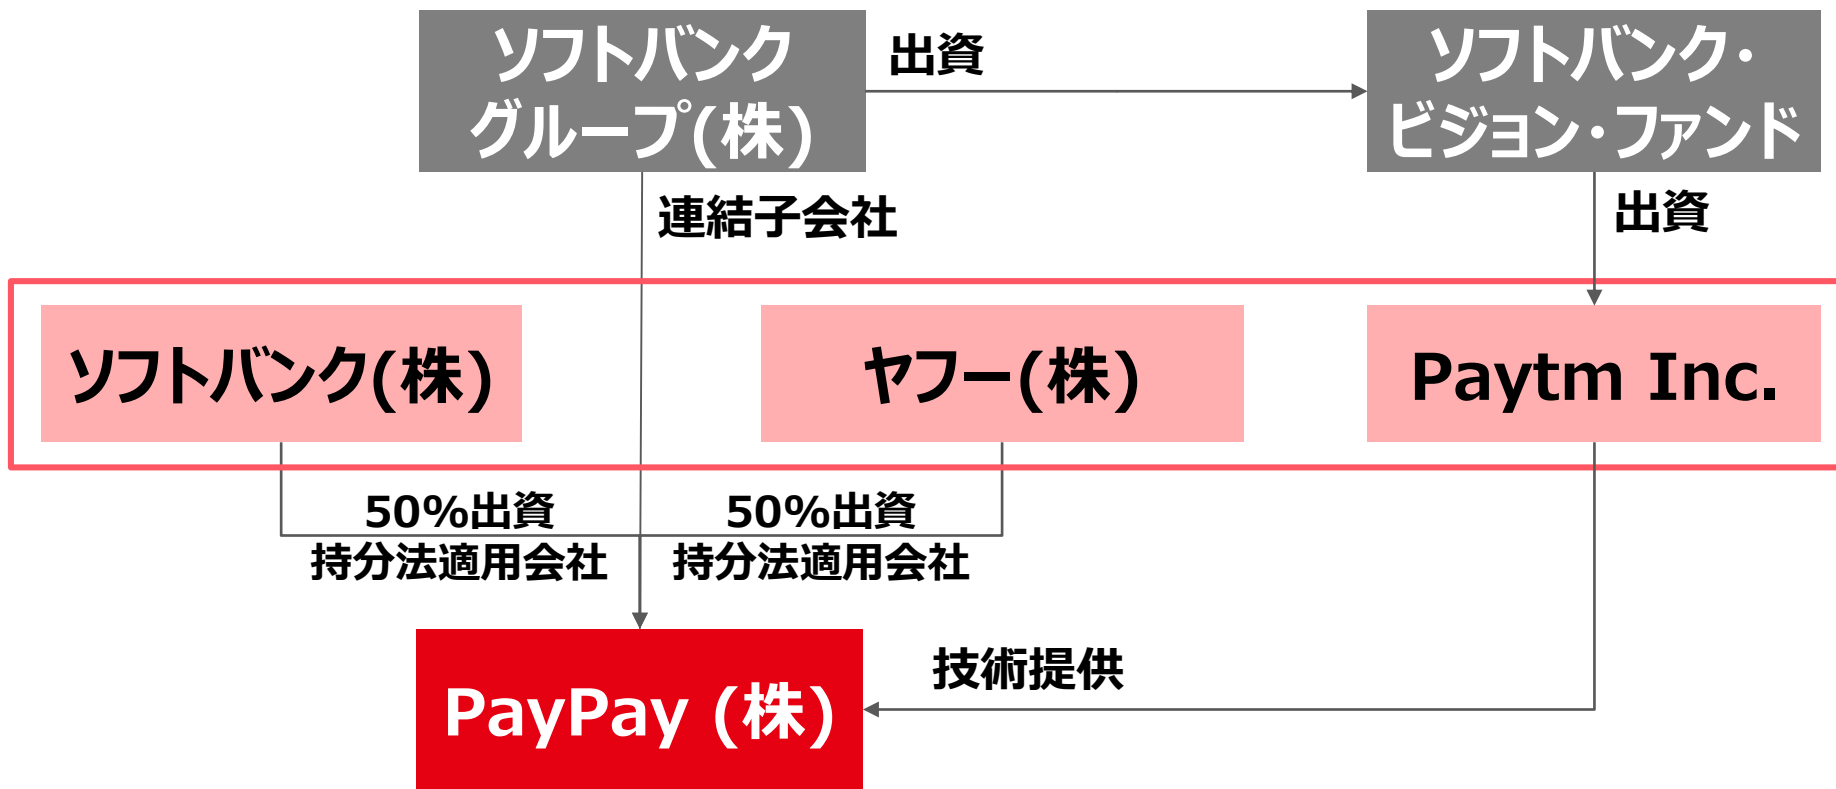 ソフトバンク
グループ(株)
出資
ソフトバンク・
ビジョン・ファンド
連結子会社
出資
ソフトバンク(株)
ヤフー(株)
Paytm Inc.
50%出資
持分法適用会社
50%出資
持分法適用会社
技術提供
PayPay (株)